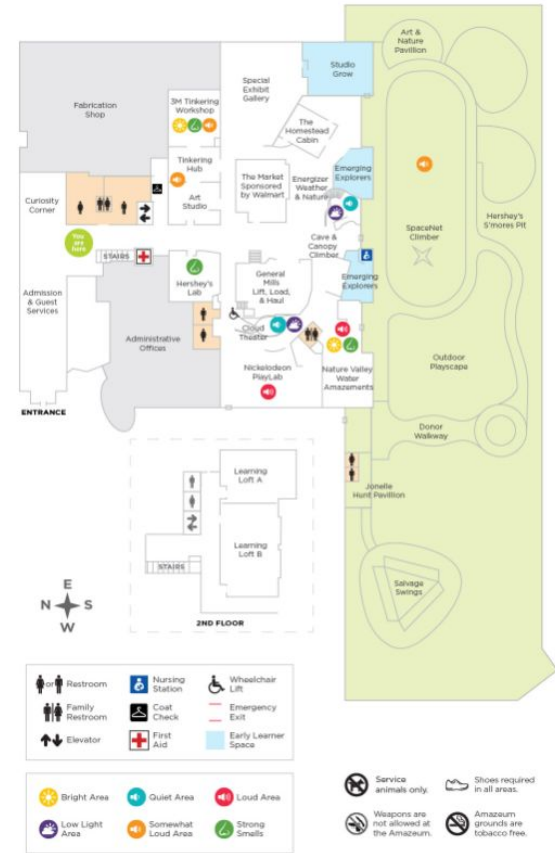 Art &
Nature
Pavilion
Studio
Grow
Special
Exhibit
Gallery
Fabrication
Shop
3M Tinkering
Workshop
The
Homestead
Cabin
Tinkering
Hub
Art
Studio
The Market
Sponsored
by Walmart
Energizer
Weather
& Nature
Emerging
Explorers
Curiosity
Corner
SpaceNet
Climber
Hershey's
S'mores Pit
You
are
here
STAIRS
Cave &
Canopy
Climber
Admission
& Guest
Services
Hershey's
Lab
General
Mills
Lift, Load,
& Haul
Emerging
Explorers
Administrative
Offices
Cloud
Theater
Outdoor
Playscape
Nickelodeon
PlayLab
Nature Valley
Water
Amazements
ENTRANCE
Donor
Walkway
Learning
Loft A
Jonelle
Hunt Pavilion
Learning
Loft B
STAIRS
Salvage
Swings
E
N S
W
2ND FLOOR
or Restroom
Nursing
Station
Wheelchair
Lift
Family
Restroom
Coat
Check
Emergency
Exit
Elevator
First
Aid
Early Learner
Space
Bright Area
Quiet Area
Loud Area
Low Light
Area
Somewhat
Loud Area
Strong
Smells
Service
animals only.
Shoes required
in all areas.
Weapons are
not allowed at
the Amazeum.
Amazeum
grounds are
tobacco free.